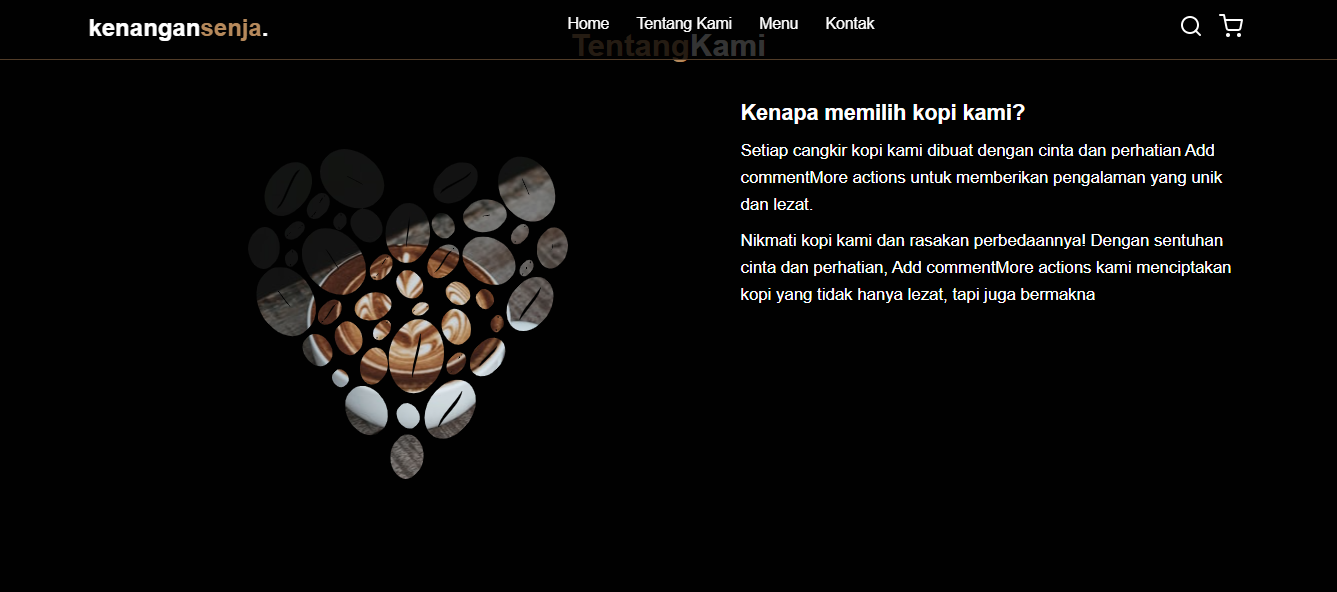 kenangansenja.
Home Tentang Kami Menu Kontak
TentangKami
Kenapa memilih kopi kami?
Setiap cangkir kopi kami dibuat dengan cinta dan perhatian Add
commentMore actions untuk memberikan pengalaman yang unik
dan lezat.
Nikmati kopi kami dan rasakan perbedaannya! Dengan sentuhan
cinta dan perhatian, Add commentMore actions kami menciptakan
kopi yang tidak hanya lezat, tapi juga bermakna